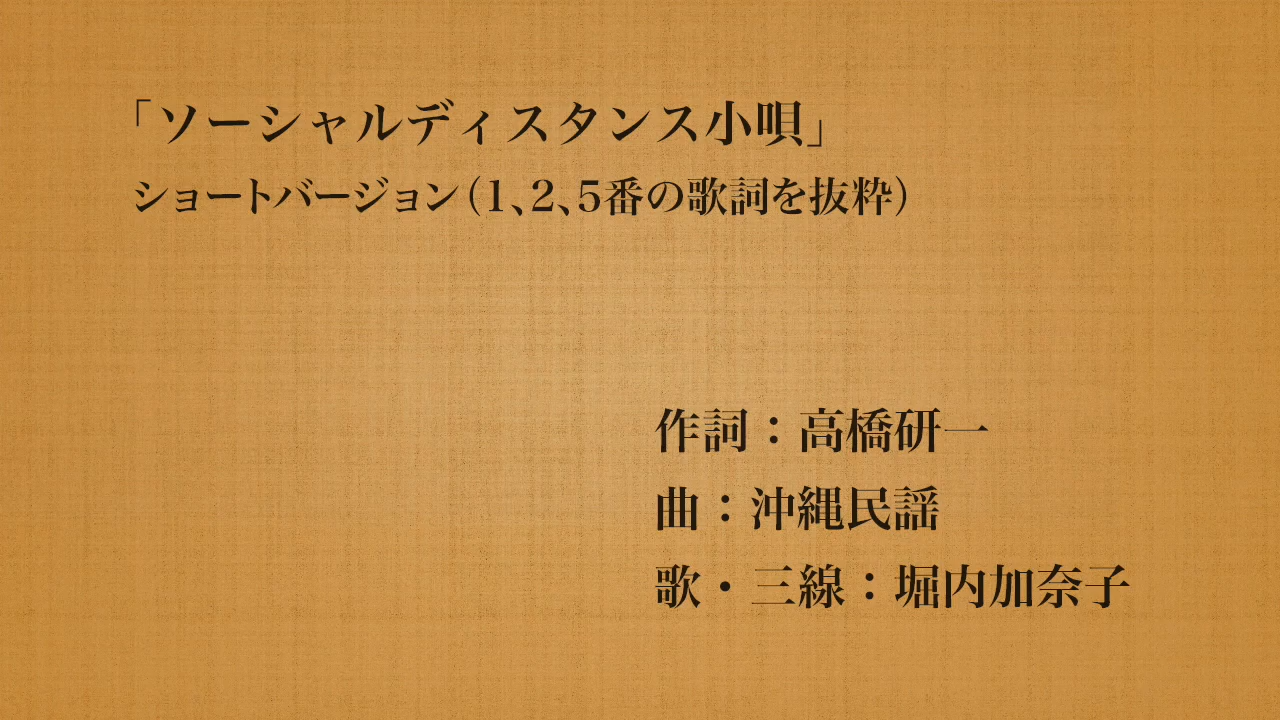 「ソーシャルディスタンス小唄」
ショートバージョン（1、2、5番の歌詞を抜粋）
作詞：高橋研一
曲：沖縄民謡
歌・三線：堀内加奈子